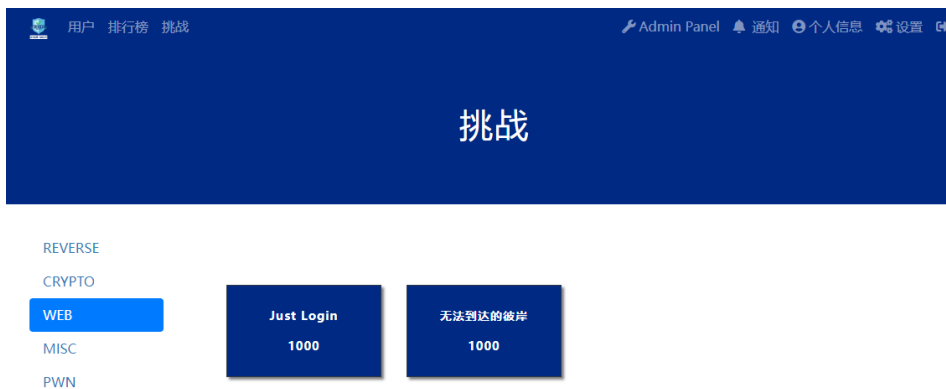 用户 排行榜 挑战 Admin Panel 通知 个人信息 设置
挑战
REVERSE
CRYPTO
WEB
MISC
PWN
Just Login
1000
无法到达的彼岸
1000